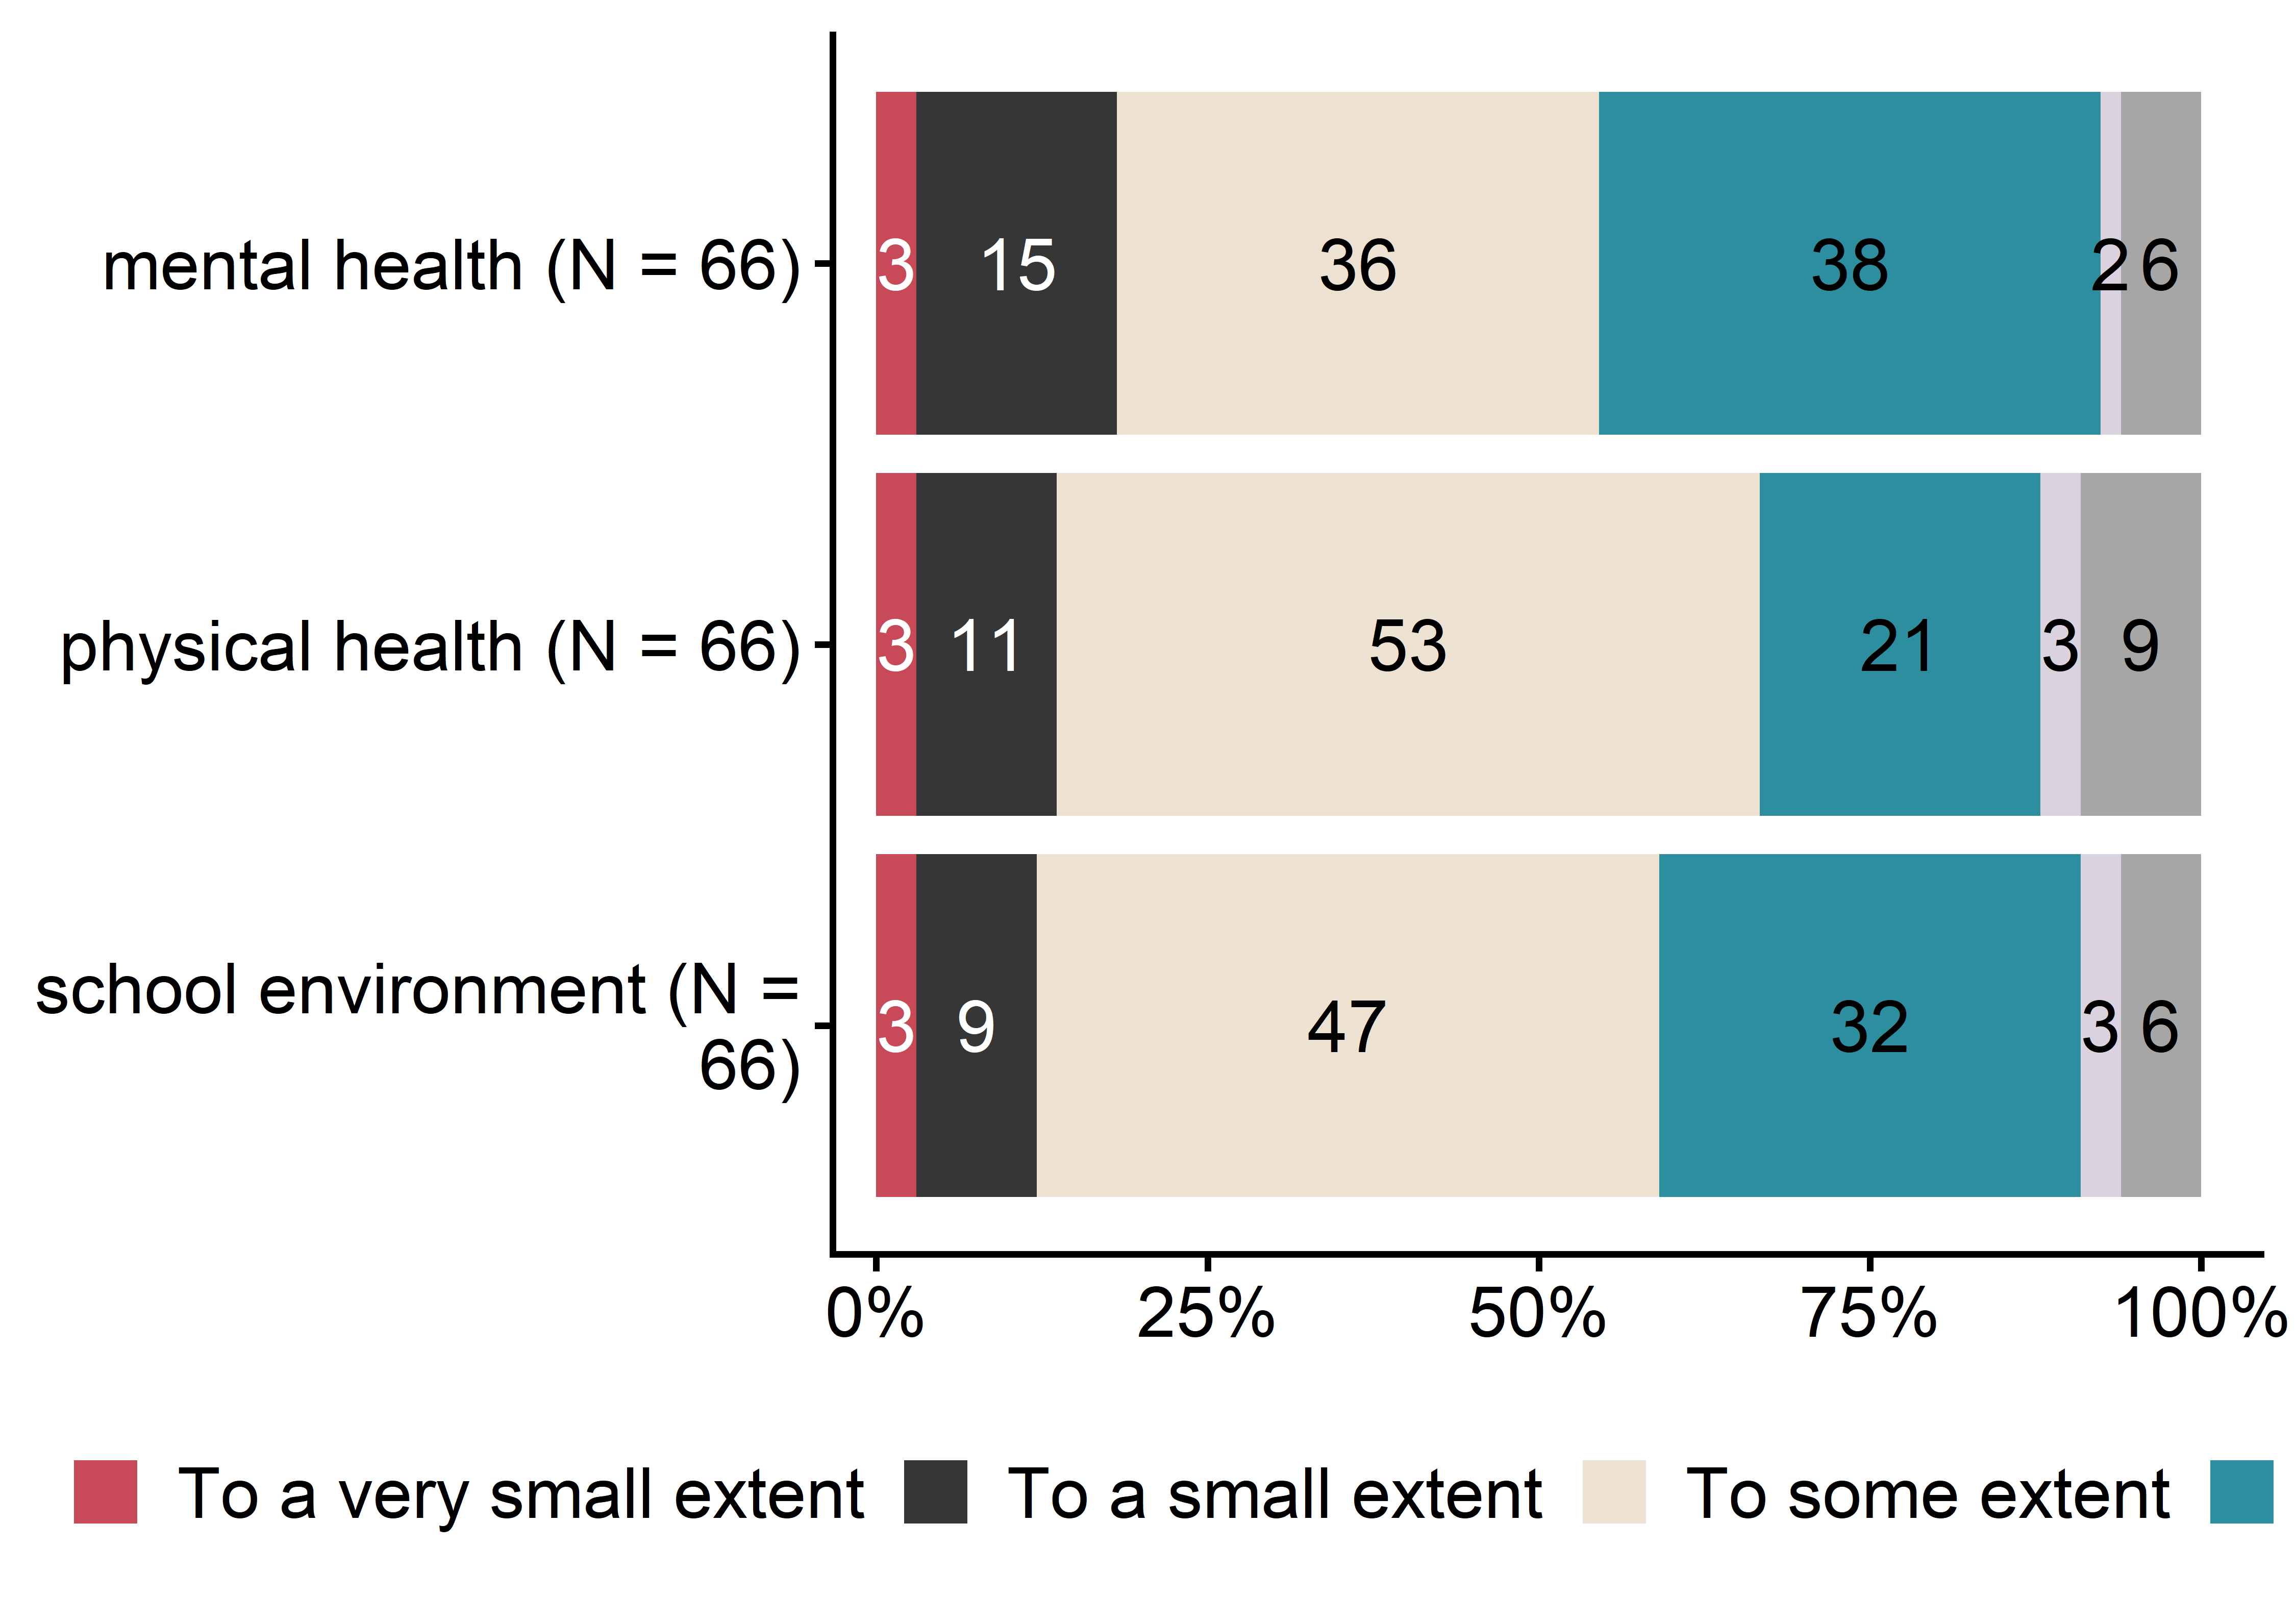 mental health (N = 66)
3 15 36 38 2 6
physical health (N = 66)
3 11 53 21 3 9
school environment (N =
66)
3 9 47 32 3 6
0% 25% 50% 75% 100%
To a very small extent To a small extent To some extent